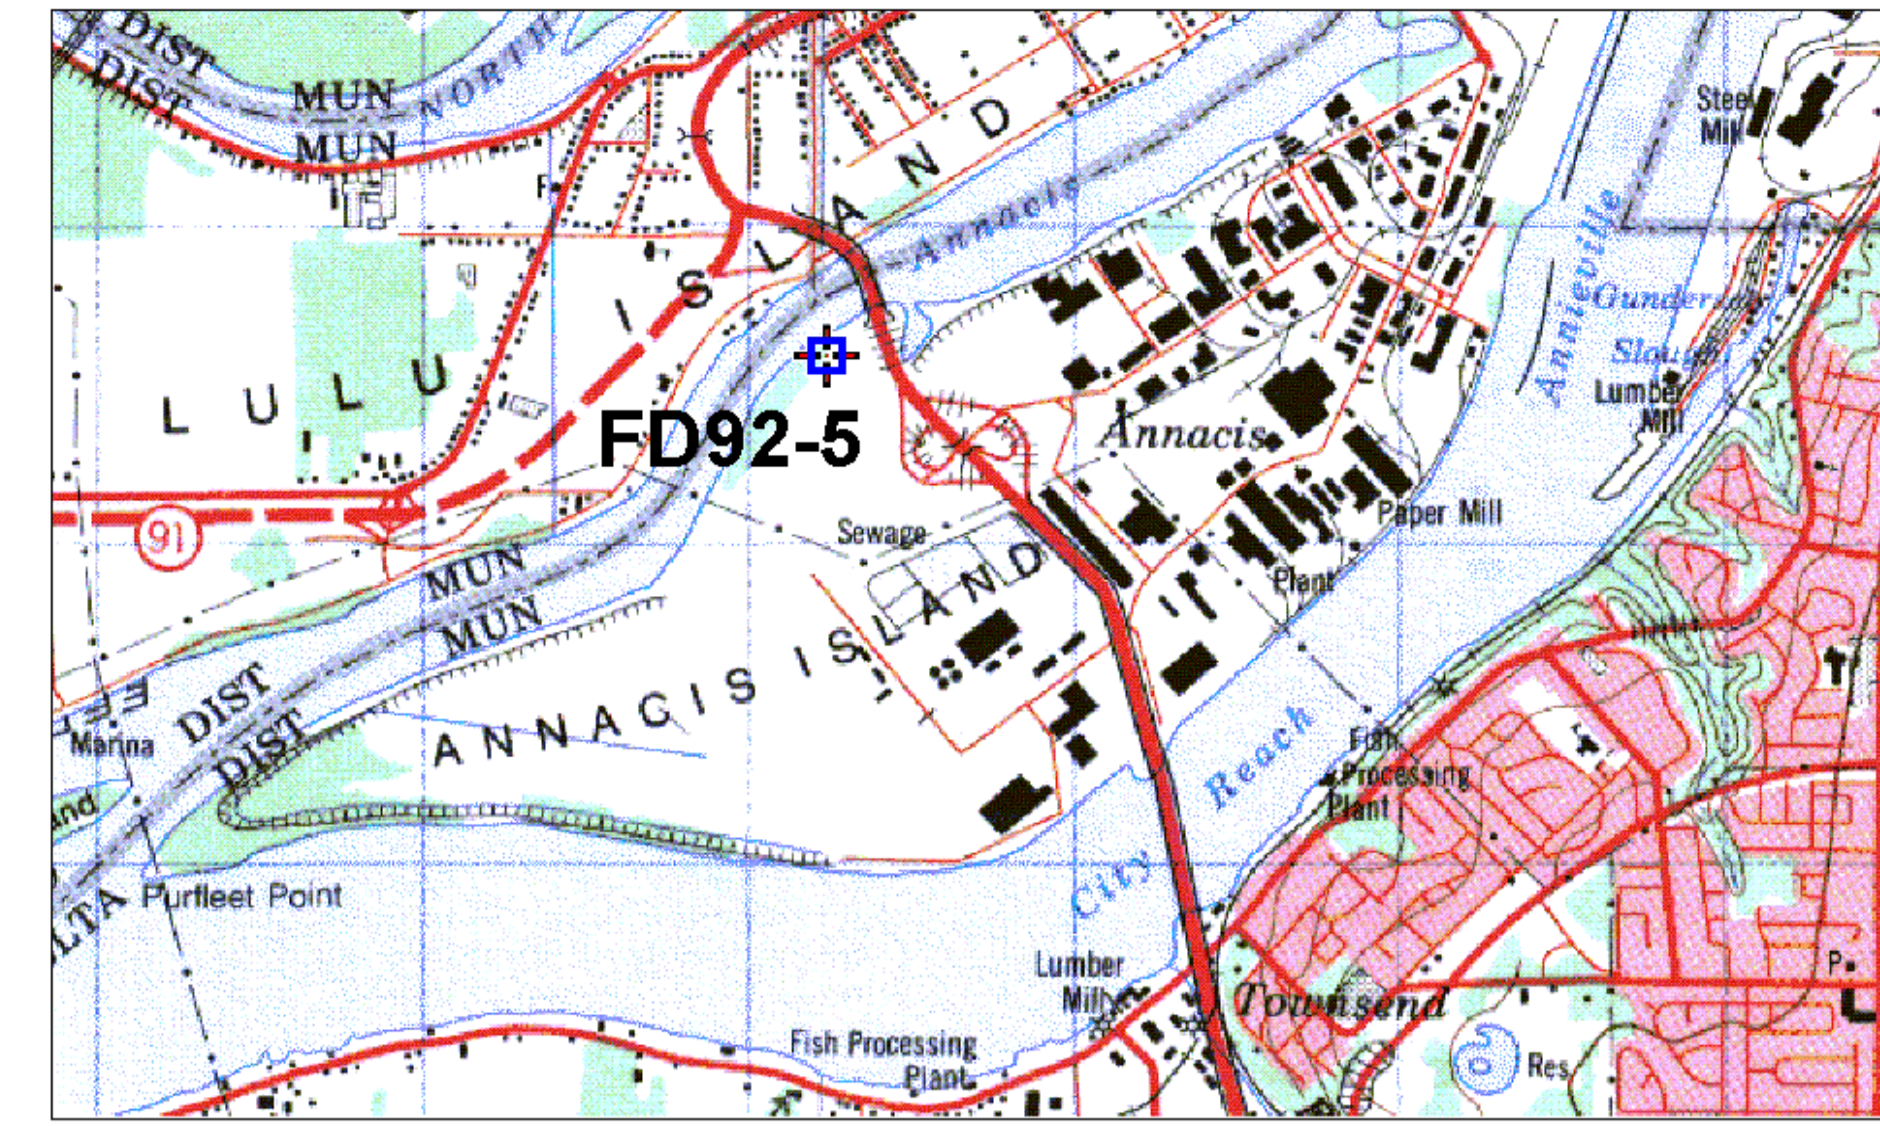 DIST
DIST
MUN
MUN
NORTH
LULU ISLAND
Annacis
Steel
Mill
Annieville
Slough
Lumber
Mill
FD92-5
Annacis
91
Sewage
Paper Mill
Plant
MUN
MUN
DIST
DIST
ANNACIS ISLAND
Marina
Reach
City
Fish
Processing
Plant
Purfleet Point
Lumber
Mill
Townsend
P
Fish Processing
Plant
Res